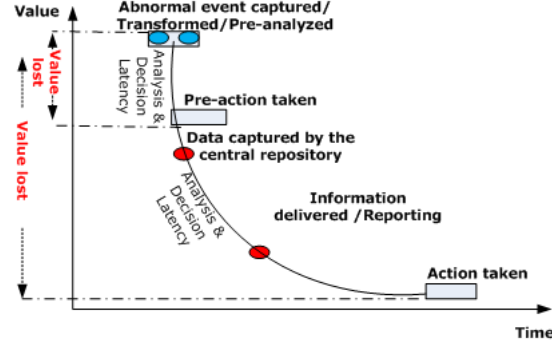 Value
Abnormal event captured/
Transformed/Pre-analyzed
Value
lost
Analysis &
Decision
Latency
Pre-action taken
Value lost
Data captured by the
central repository
Analysis &
Decision
Latency
Information
delivered /Reporting
Action taken
Time